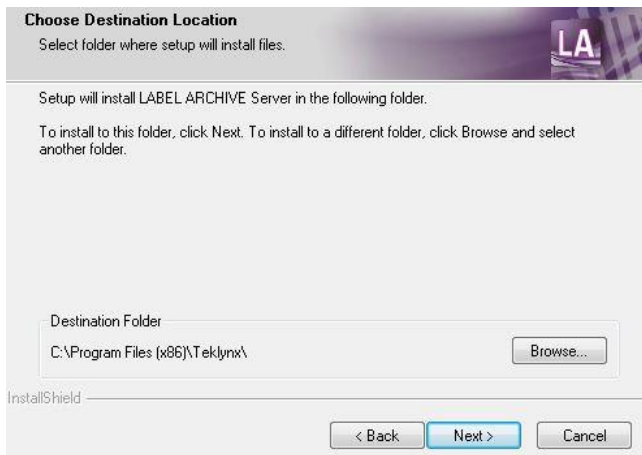 Choose Destination Location
Select folder where setup will install files.
LA
Setup will install LABEL ARCHIVE Server in the following folder.
To install to this folder, click Next. To install to a different folder, click Browse and select
another folder.
Destination Folder
C:\Program Files (x86)\Teklynx\
Browse...
InstallShield
< Back
Next >
Cancel